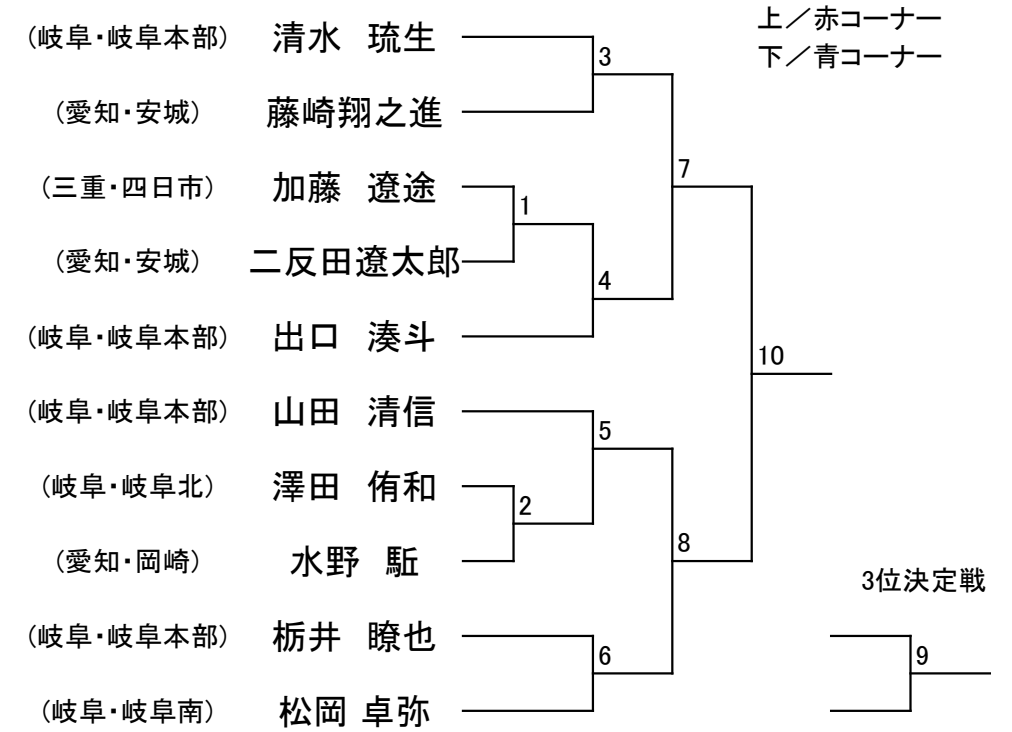 上／赤コーナー
下／青コーナー
(岐阜・岐阜本部) 清水 琉生
3
(愛知・安城) 藤崎翔之進
7
(三重・四日市) 加藤 遼途
1
(愛知・安城) 二反田遼太郎
4
(岐阜・岐阜本部) 出口 湊斗
10
(岐阜・岐阜本部) 山田 清信
5
(岐阜・岐阜北) 澤田 侑和
2
(愛知・岡崎) 水野 駈
8
3位決定戦
(岐阜・岐阜本部) 栃井 瞭也
6
9
(岐阜・岐阜南) 松岡 卓弥